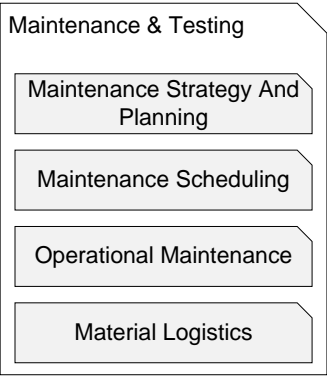 Maintenance & Testing
Maintenance Strategy And
Planning
Maintenance Scheduling
Operational Maintenance
Material Logistics